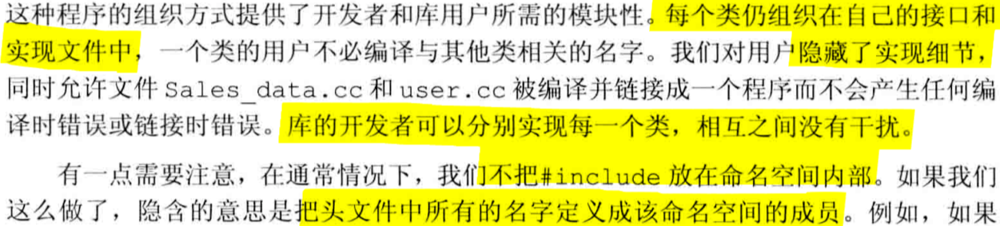 这种程序的组织方式提供了开发者和库用户所需的模块性。每个类仍组织在自己的接口和
实现文件中，一个类的用户不必编译与其他类相关的名字。我们对用户隐藏了实现细节，
同时允许文件 Sales_data.cc 和 user.cc 被编译并链接成一个程序而不会产生任何编
译时错误或链接时错误。库的开发者可以分别实现每一个类，相互之间没有干扰。
有一点需要注意，在通常情况下，我们不把#include 放在命名空间内部。如果我们
这么做了，隐含的意思是把头文件中所有的名字定义成该命名空间的成员。例如，如果